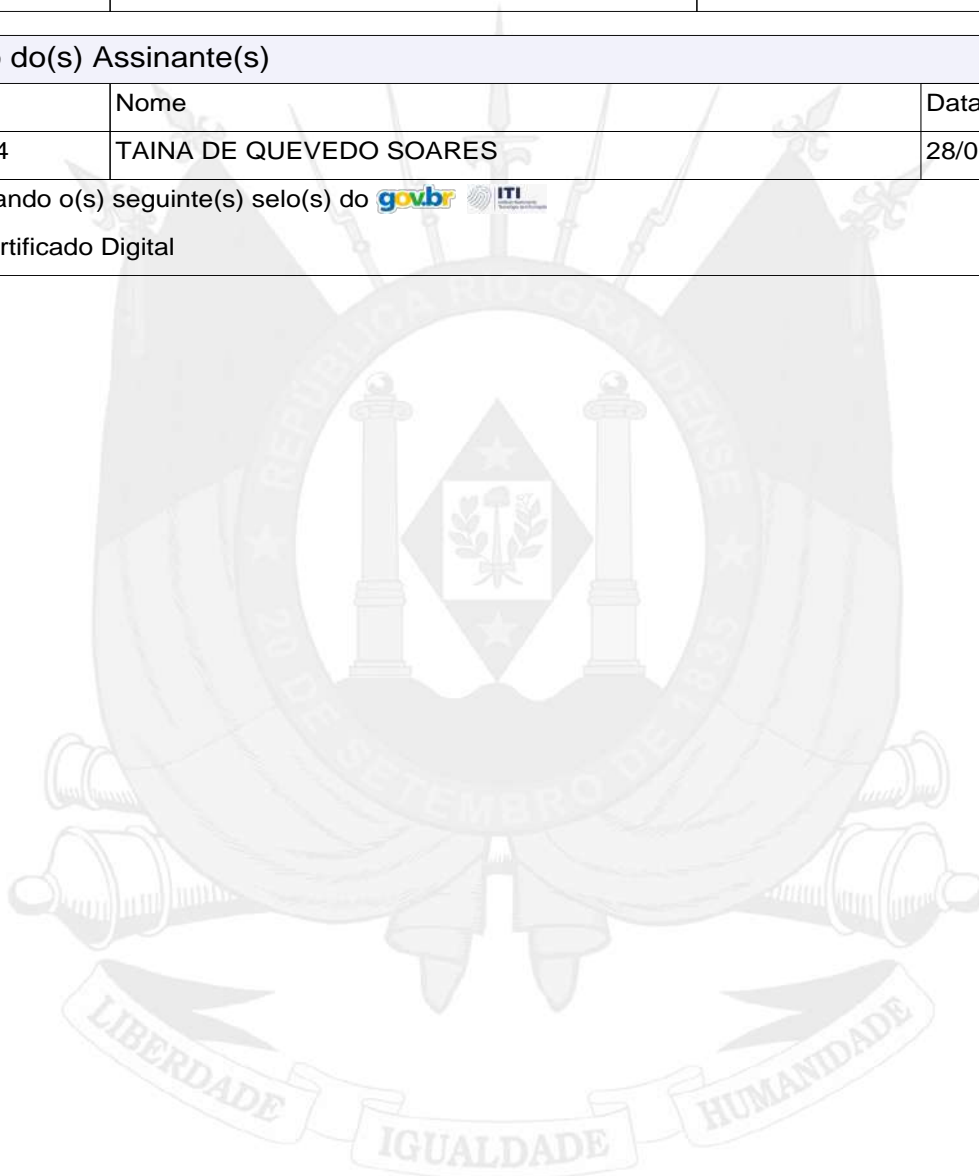 do(s) Assinante(s)
Nome Data
4 TAINA DE QUEVEDO SOARES 28/0
ando o(s) seguinte(s) selo(s) do gov.br ITI
rtificado Digital
REPÚBLICA RIO-GRANDENSE
20 DE SETEMBRO DE 1835
LIBERDADE IGUALDADE HUMANIDADE